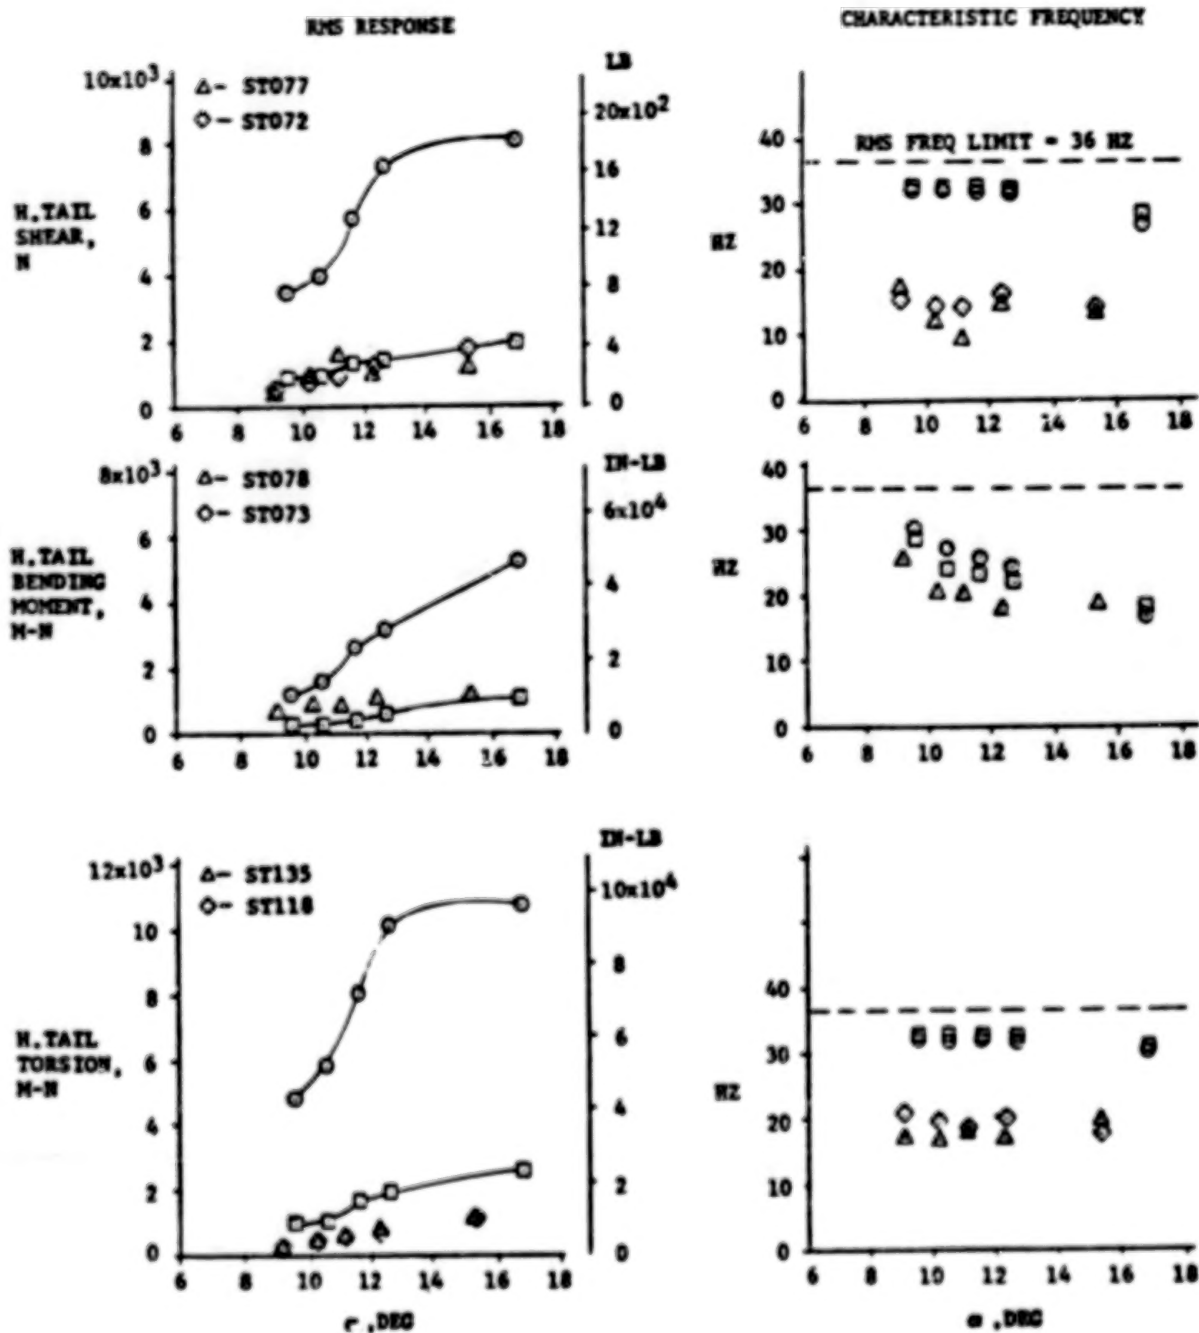 RMS RESPONSE
CHARACTERISTIC FREQUENCY
LB
10x10³
△- ST077
◇- ST072
20x10²
8
16
6
12
4
8
2
4
0
0
6 8 10 12 14 16 18
H.TAIL
SHEAR,
N
40
RMS FREQ LIMIT = 36 HZ
30
HZ
20
10
0
6 8 10 12 14 16 18
IN-LB
8x10³
△- ST078
◇- ST073
6x10⁴
6
4
4
2
2
0
0
6 8 10 12 14 16 18
H.TAIL
BENDING
MOMENT,
M-N
40
30
HZ
20
10
0
6 8 10 12 14 16 18
IN-LB
12x10³
△- ST135
◇- ST118
10x10⁴
10
8
8
6
6
4
4
2
2
0
0
6 8 10 12 14 16 18
H.TAIL
TORSION,
M-N
,DEG
40
30
HZ
20
10
0
6 8 10 12 14 16 18
α ,DEG